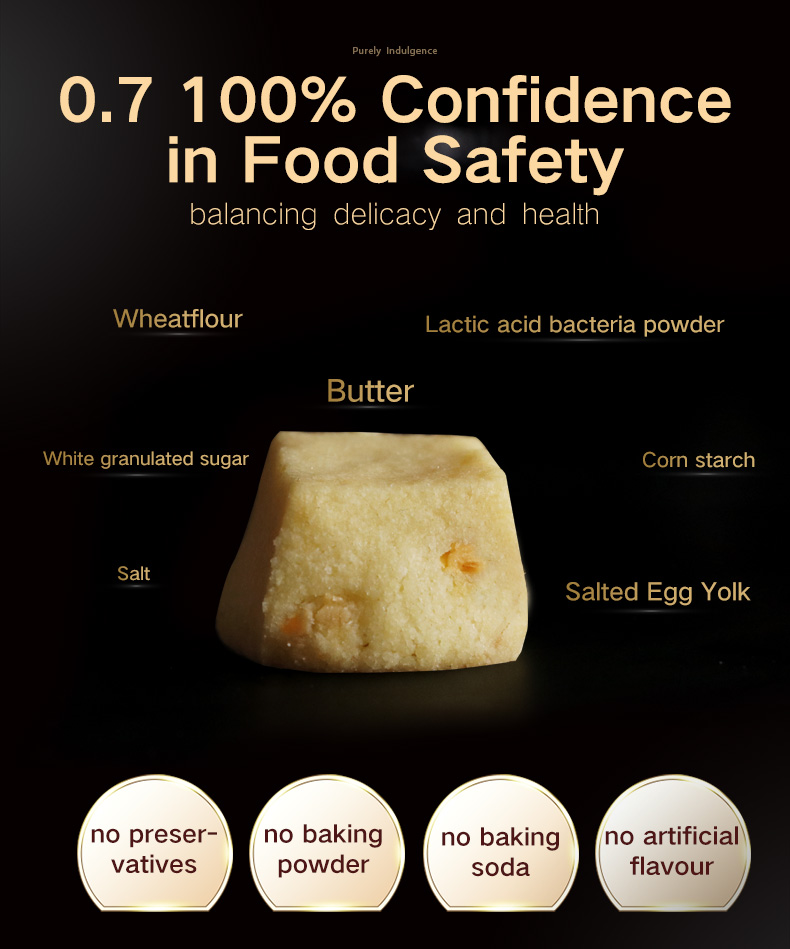 Purely Indulgence
0.7 100% Confidence
in Food Safety
balancing delicacy and health
Wheatflour
Lactic acid bacteria powder
Butter
White granulated sugar
Corn starch
Salt
Salted Egg Yolk
no preser-
vatives
no baking
powder
no baking
soda
no artificial
flavour